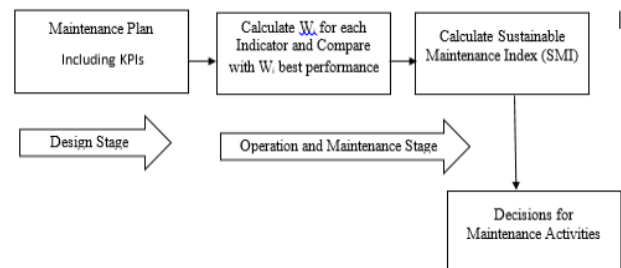 Maintenance Plan
Including KPIs
Calculate Wi for each
Indicator and Compare
with Wi best performance
Calculate Sustainable
Maintenance Index (SMI)
Design Stage
Operation and Maintenance Stage
Decisions for
Maintenance Activities